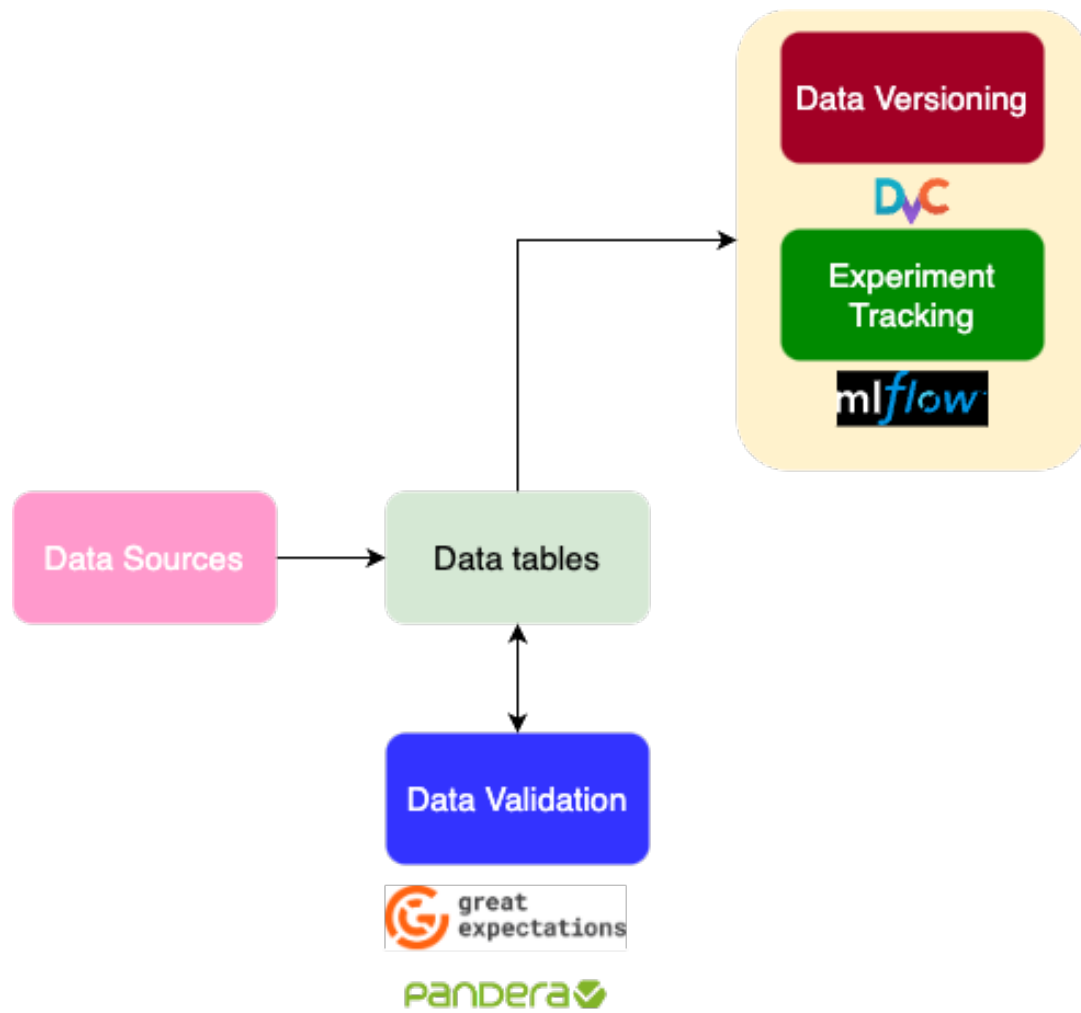 Data Versioning
DVC
Experiment
Tracking
mlflow
Data Sources
Data tables
Data Validation
great
expectations
PANDERA